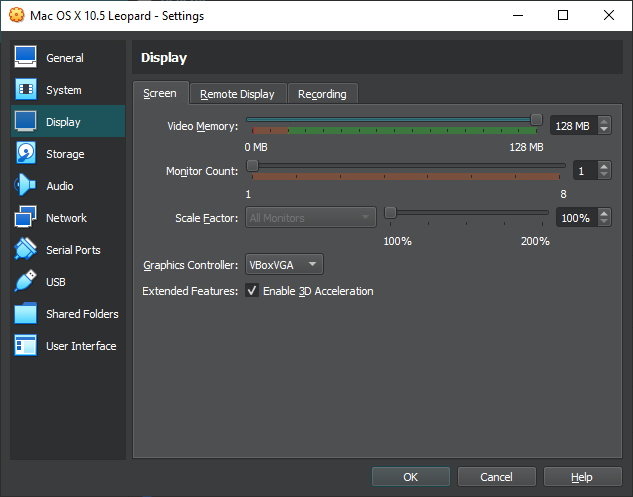 Mac OS X 10.5 Leopard - Settings
General
System
Display
Storage
Audio
Network
Serial Ports
USB
Shared Folders
User Interface
Display
Screen
Remote Display
Recording
Video Memory:
128 MB
0 MB
128 MB
Monitor Count:
1
1
8
Scale Factor:
All Monitors
100%
100%
200%
Graphics Controller:
VBoxVGA
Extended Features:
Enable 3D Acceleration
OK
Cancel
Help